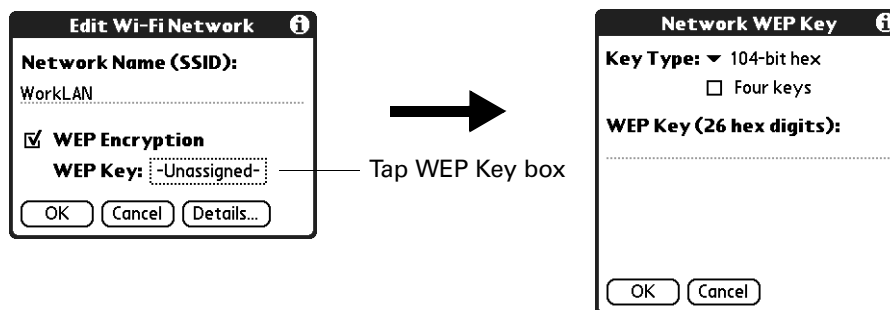 Edit Wi-Fi Network
Network Name (SSID):
WorkLAN
WEP Encryption
WEP Key: -Unassigned-
OK Cancel Details...
Tap WEP Key box
Network WEP Key
Key Type: 104-bit hex
Four keys
WEP Key (26 hex digits):
OK Cancel